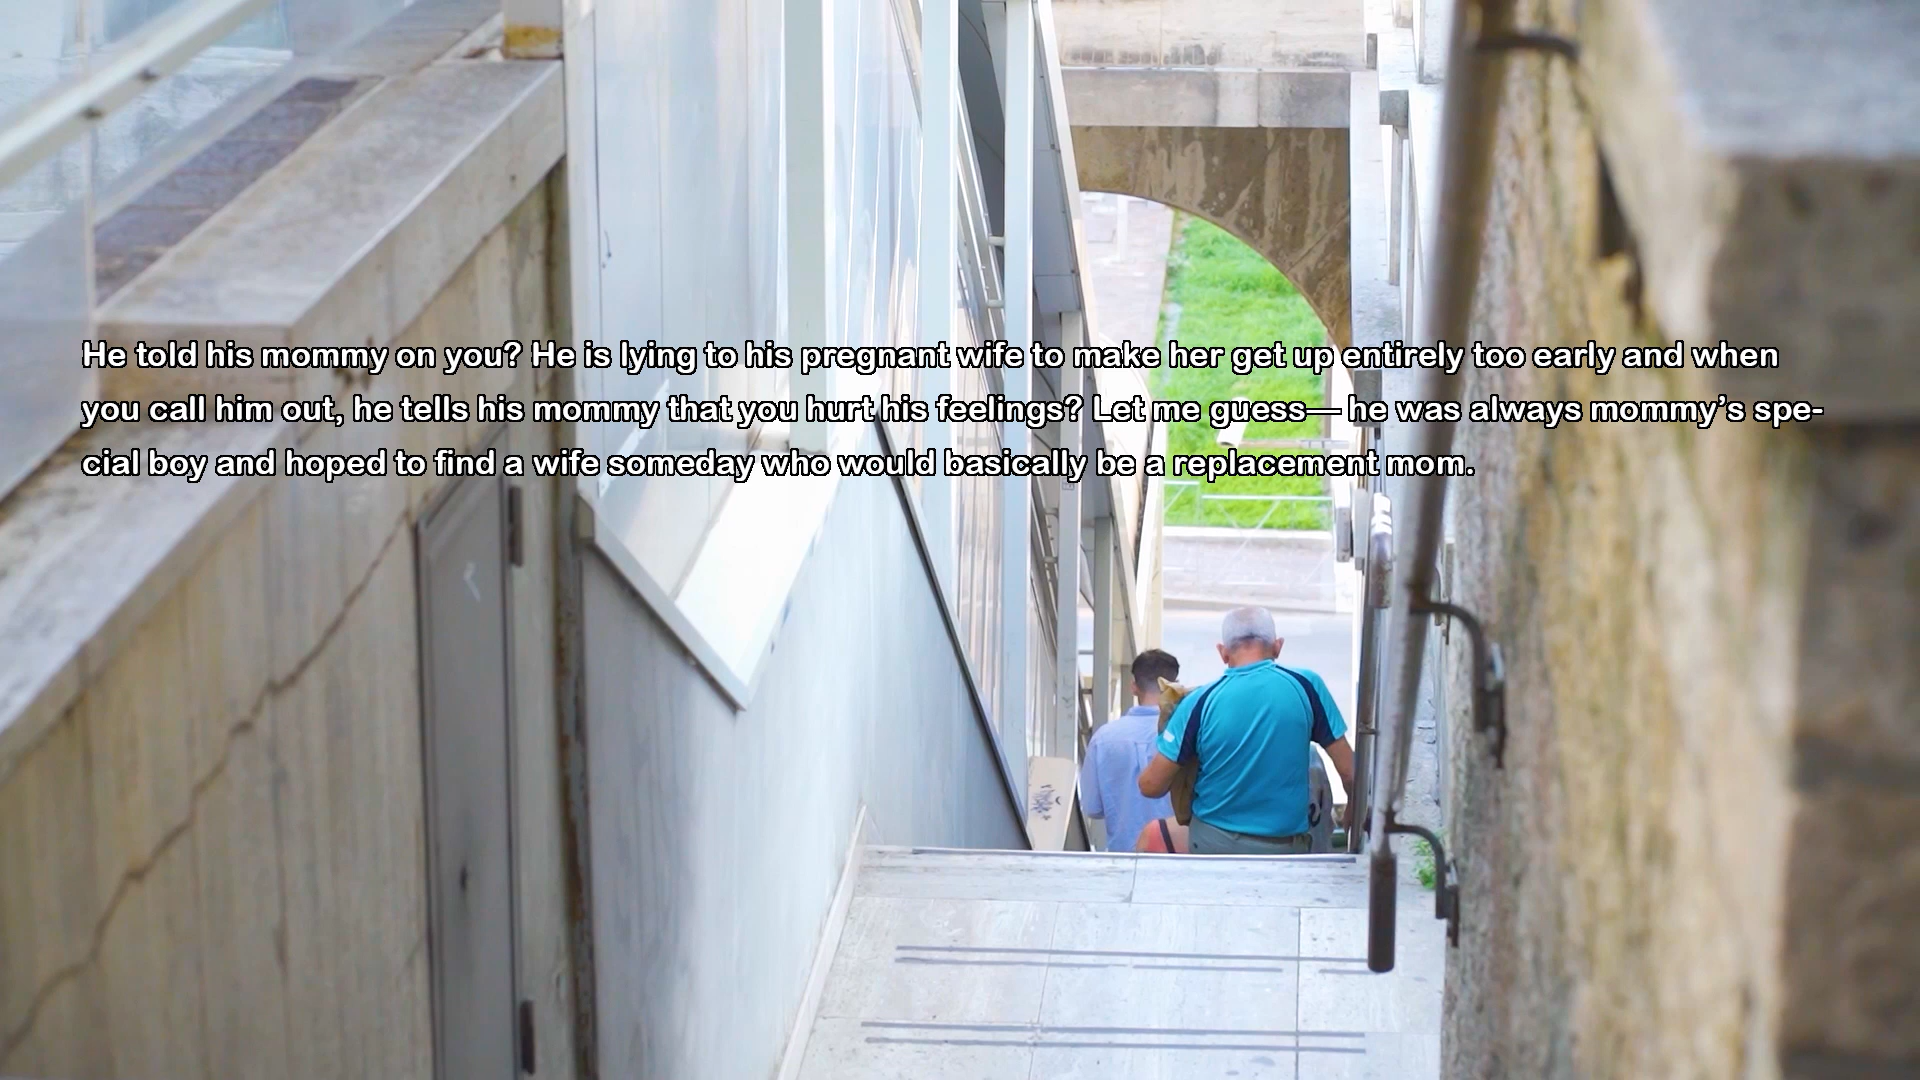 He told his mommy on you? He is lying to his pregnant wife to make her get up entirely too early and when
you call him out, he tells his mommy that you hurt his feelings? Let me guess— he was always mommy’s spe-
cial boy and hoped to find a wife someday who would basically be a replacement mom.